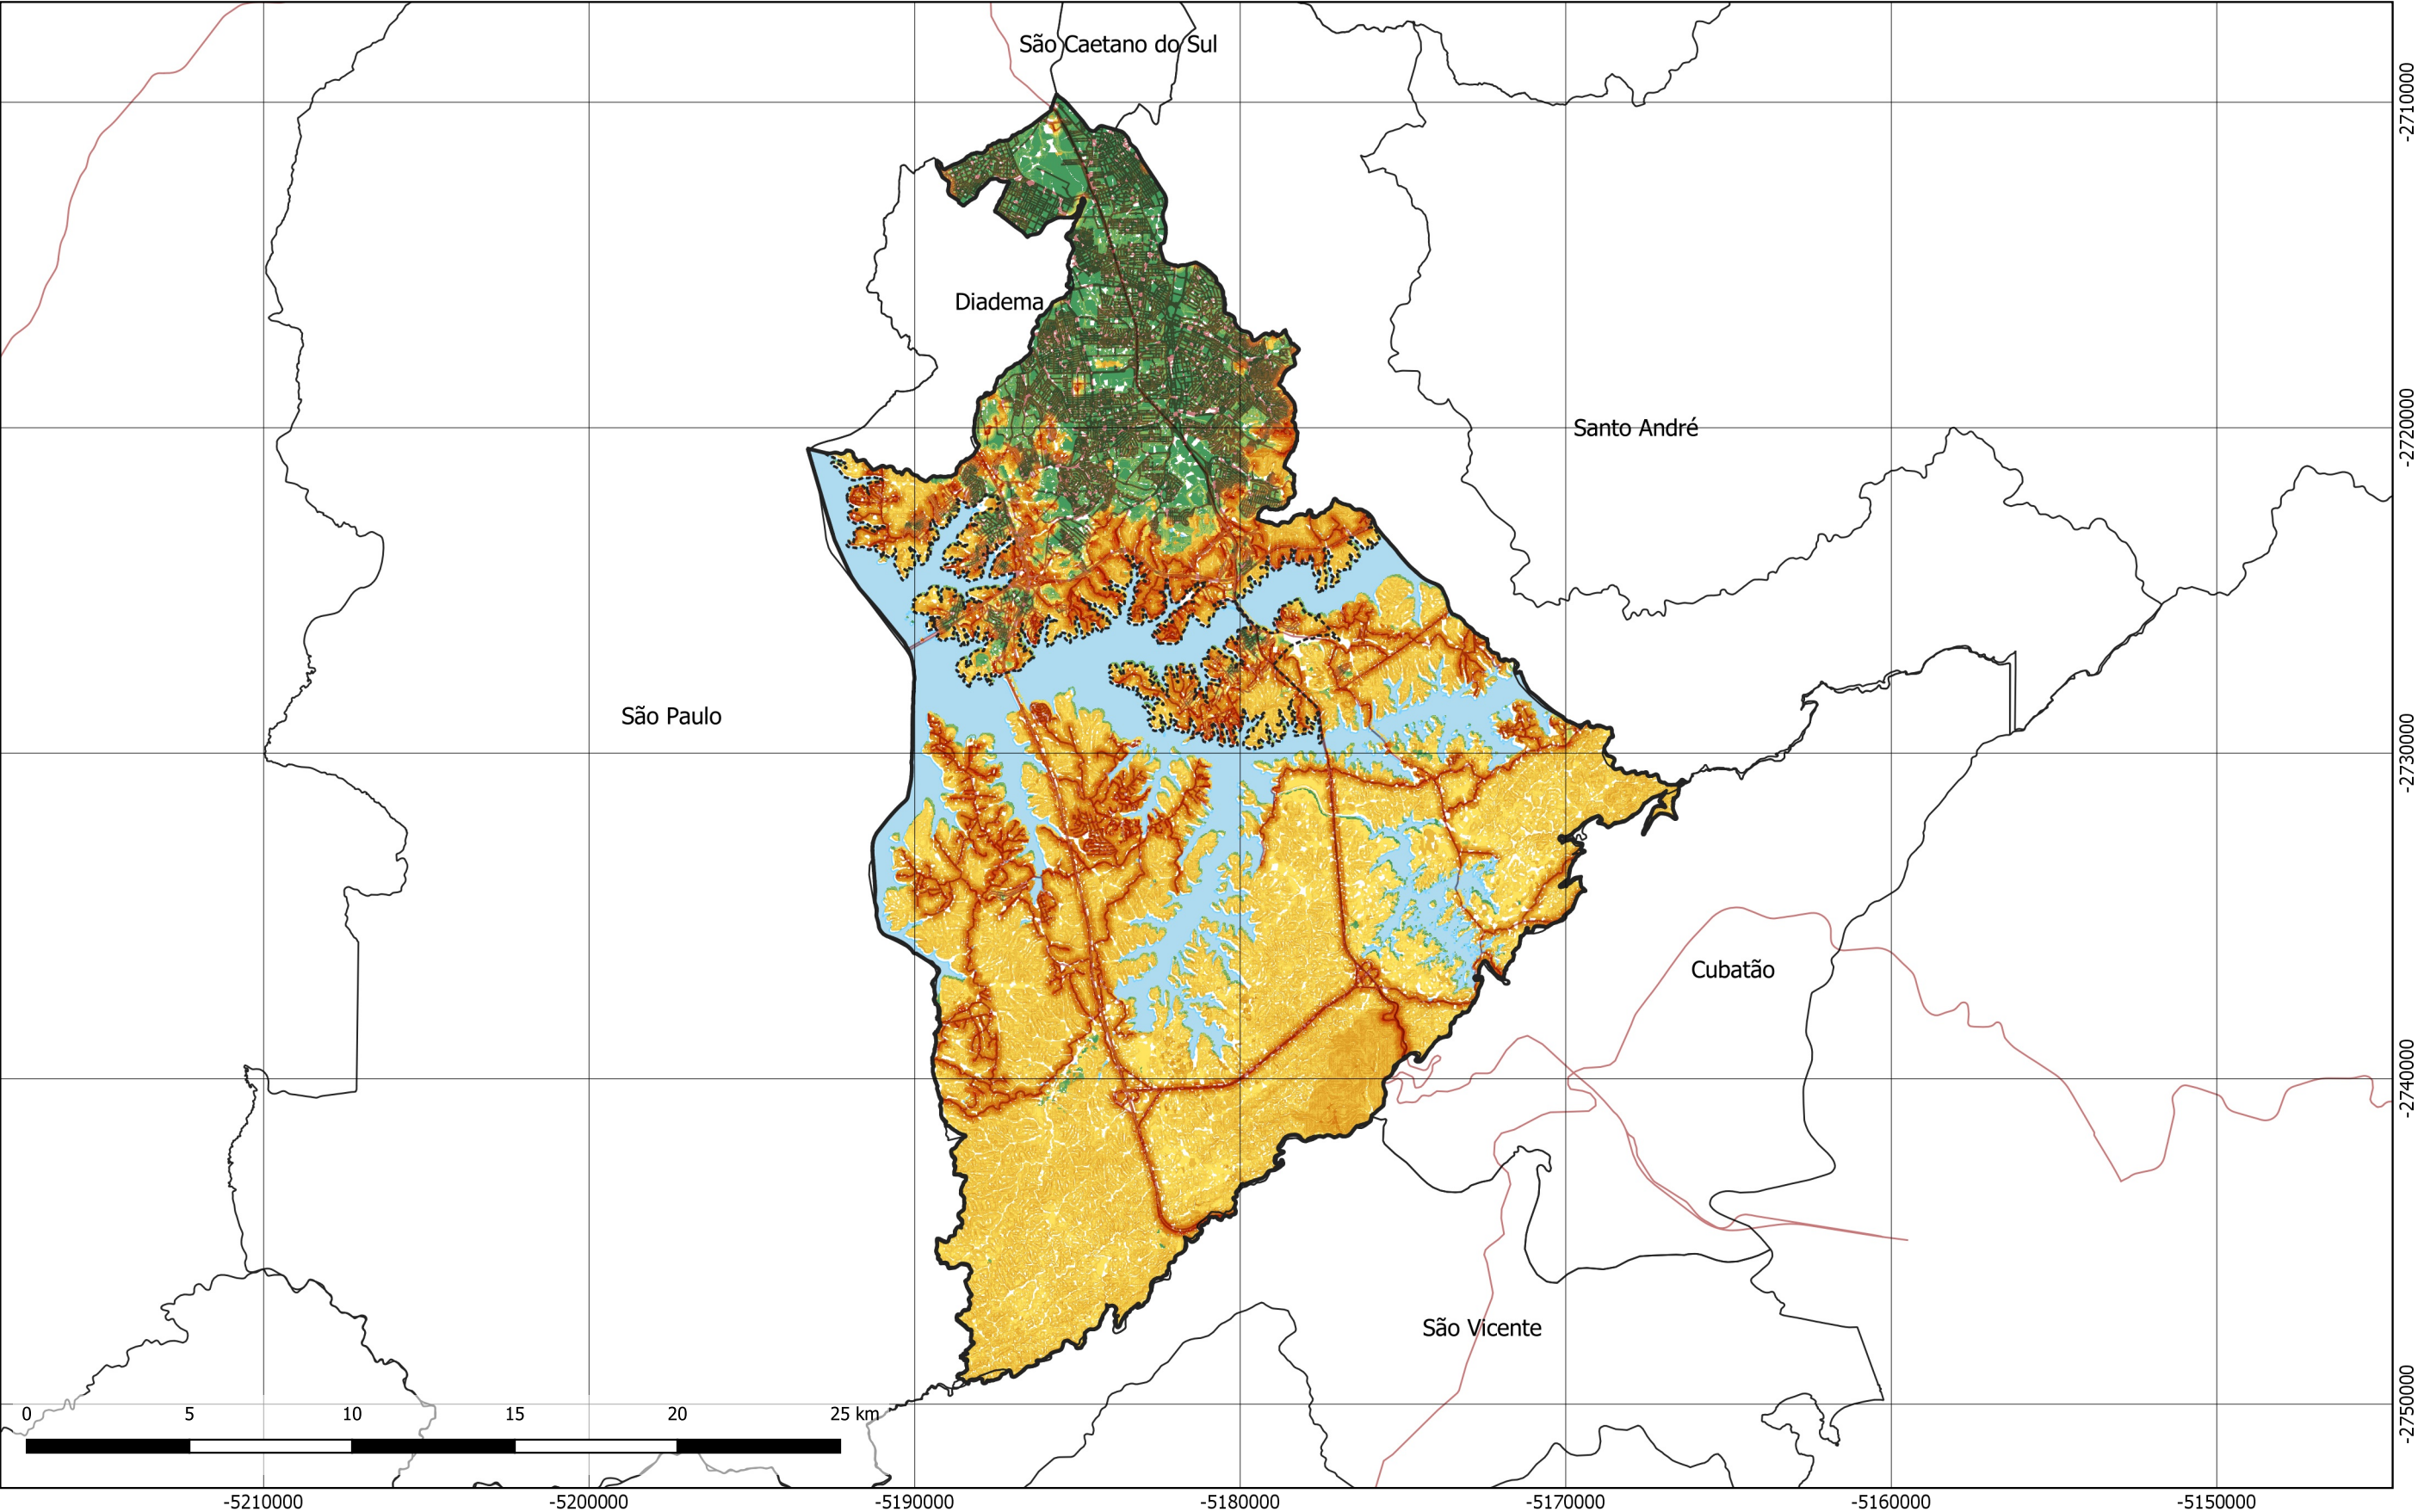 São Caetano do Sul
-2710000
Diadema
-2720000
Santo André
São Paulo
-2730000
Cubatão
-2740000
São Vicente
-2750000
0 5 10 15 20 25 km
-5210000 -5200000 -5190000 -5180000 -5170000 -5160000 -5150000